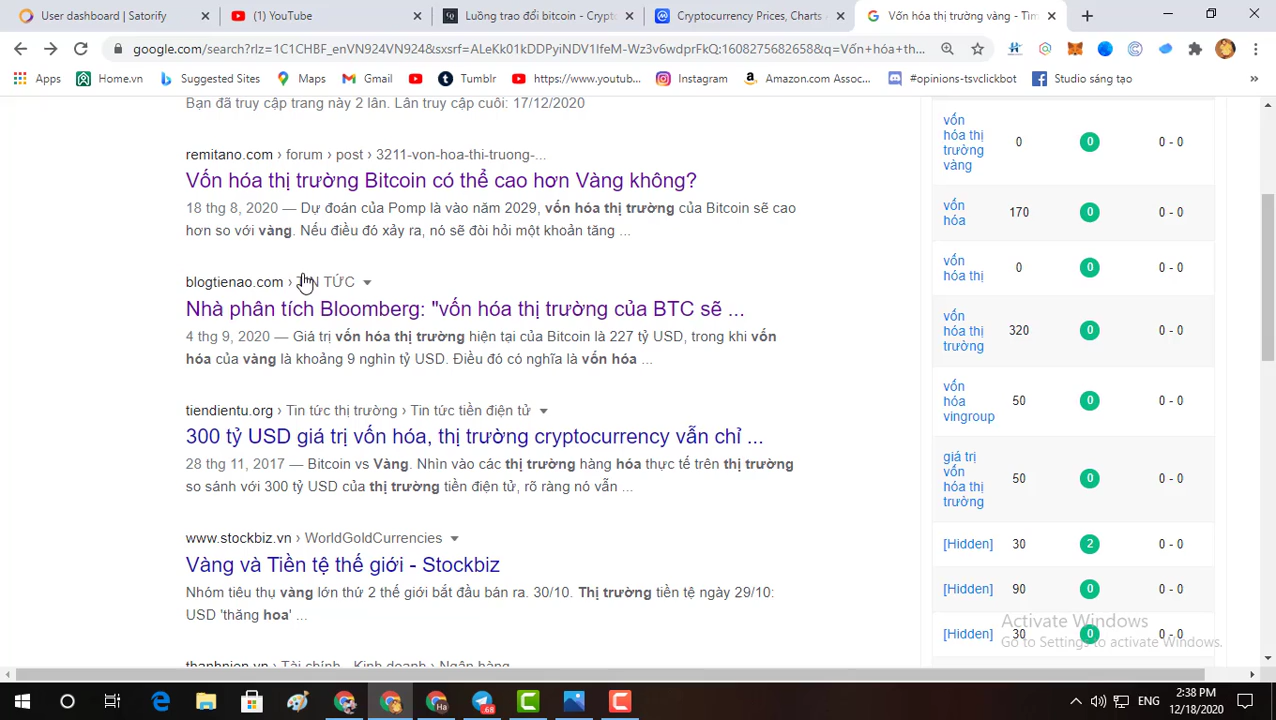 User dashboard | Satorify
(1) YouTube
Luồng trao đổi bitcoin - Crypto
Cryptocurrency Prices, Charts
Vốn hóa thị trường vàng - Tìm
google.com/search?rlz=1C1CHBF_enVN924VN924&sxsrf=ALeKk01kDDPyiNDV1IfeM-Wz3v6wdprFkQ:1608275682658&q=Vốn+hóa+th...
Apps
Home.vn
Suggested Sites
Maps
Gmail
Tumblr
https://www.youtub...
Instagram
Amazon.com Assoc...
#opinions-tsvclickbot
Studio sáng tạo
»
Bạn đã truy cập trang này 2 lần. Lần truy cập cuối: 17/12/2020
remitano.com › forum › post › 3211-von-hoa-thi-truong-...
Vốn hóa thị trường Bitcoin có thể cao hơn Vàng không?
18 thg 8, 2020 — Dự đoán của Pomp là vào năm 2029, vốn hóa thị trường của Bitcoin sẽ cao
hơn so với vàng. Nếu điều đó xảy ra, nó sẽ đòi hỏi một khoản tăng ...
blogtienao.com › TIN TỨC
Nhà phân tích Bloomberg: "vốn hóa thị trường của BTC sẽ ...
4 thg 9, 2020 — Giá trị vốn hóa thị trường hiện tại của Bitcoin là 227 tỷ USD, trong khi vốn
hóa của vàng là khoảng 9 nghìn tỷ USD. Điều đó có nghĩa là vốn hóa ...
tiendientu.org › Tin tức thị trường › Tin tức tiền điện tử
300 tỷ USD giá trị vốn hóa, thị trường cryptocurrency vẫn chỉ ...
28 thg 11, 2017 — Bitcoin vs Vàng. Nhìn vào các thị trường hàng hóa thực tế trên thị trường
so sánh với 300 tỷ USD của thị trường tiền điện tử, rõ ràng nó vẫn ...
www.stockbiz.vn › WorldGoldCurrencies
Vàng và Tiền tệ thế giới - Stockbiz
Nhóm tiêu thụ vàng lớn thứ 2 thế giới bắt đầu bán ra. 30/10. Thị trường tiền tệ ngày 29/10:
USD 'thăng hoa' ...
thanhnien.vn › Tài chính - Kinh doanh › Ngân hàng
vốn
hóa thị
trường
vàng
0 0 0 - 0
vốn
hóa
170 0 0 - 0
vốn
hóa thị
0 0 0 - 0
vốn
hóa thị
trường
320 0 0 - 0
vốn
hóa
vingroup
50 0 0 - 0
giá trị
vốn
hóa thị
trường
50 0 0 - 0
[Hidden] 30 2 0 - 0
[Hidden] 90 0 0 - 0
[Hidden] 30 0 0 - 0
Activate Windows
Go to Settings to activate Windows.
Ha
68
ENG
2:38 PM
12/18/2020